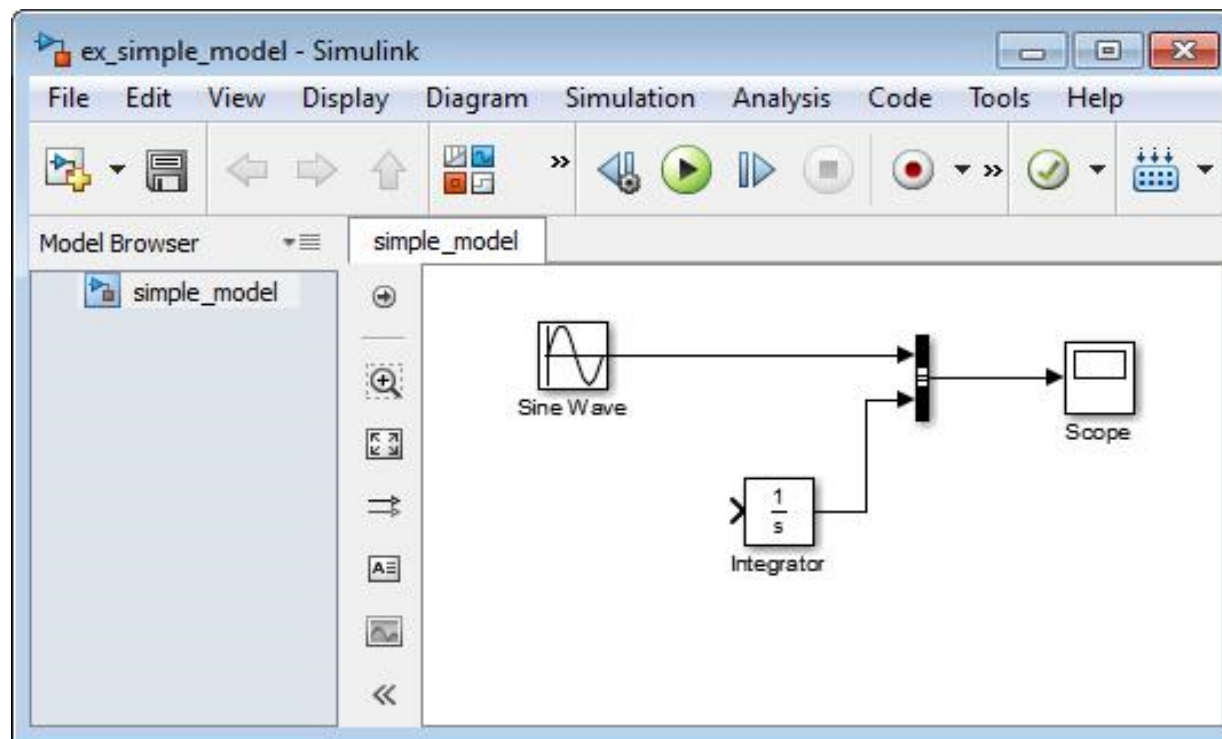 ex_simple_model - Simulink
File Edit View Display Diagram Simulation Analysis Code Tools Help
Model Browser
simple_model
simple_model
Sine Wave
Scope
1
s
Integrator